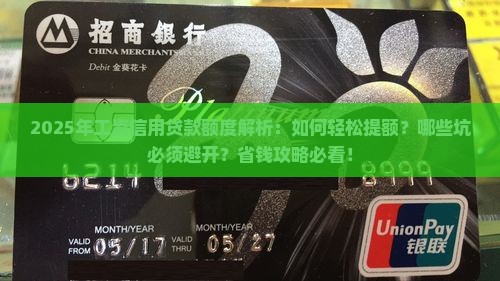 招商银行
CHINA MERCHANTS BANK
Debit 金葵花卡
Platinum
2025年工
信用贷款额度解析：如何轻松提额？哪些坑
必须避开？省钱攻略必看！
6214
8999
MONTH/YEAR
MONTH/YEAR
VALID FROM 05/17
VALID THRU 05/27
UnionPay
银联